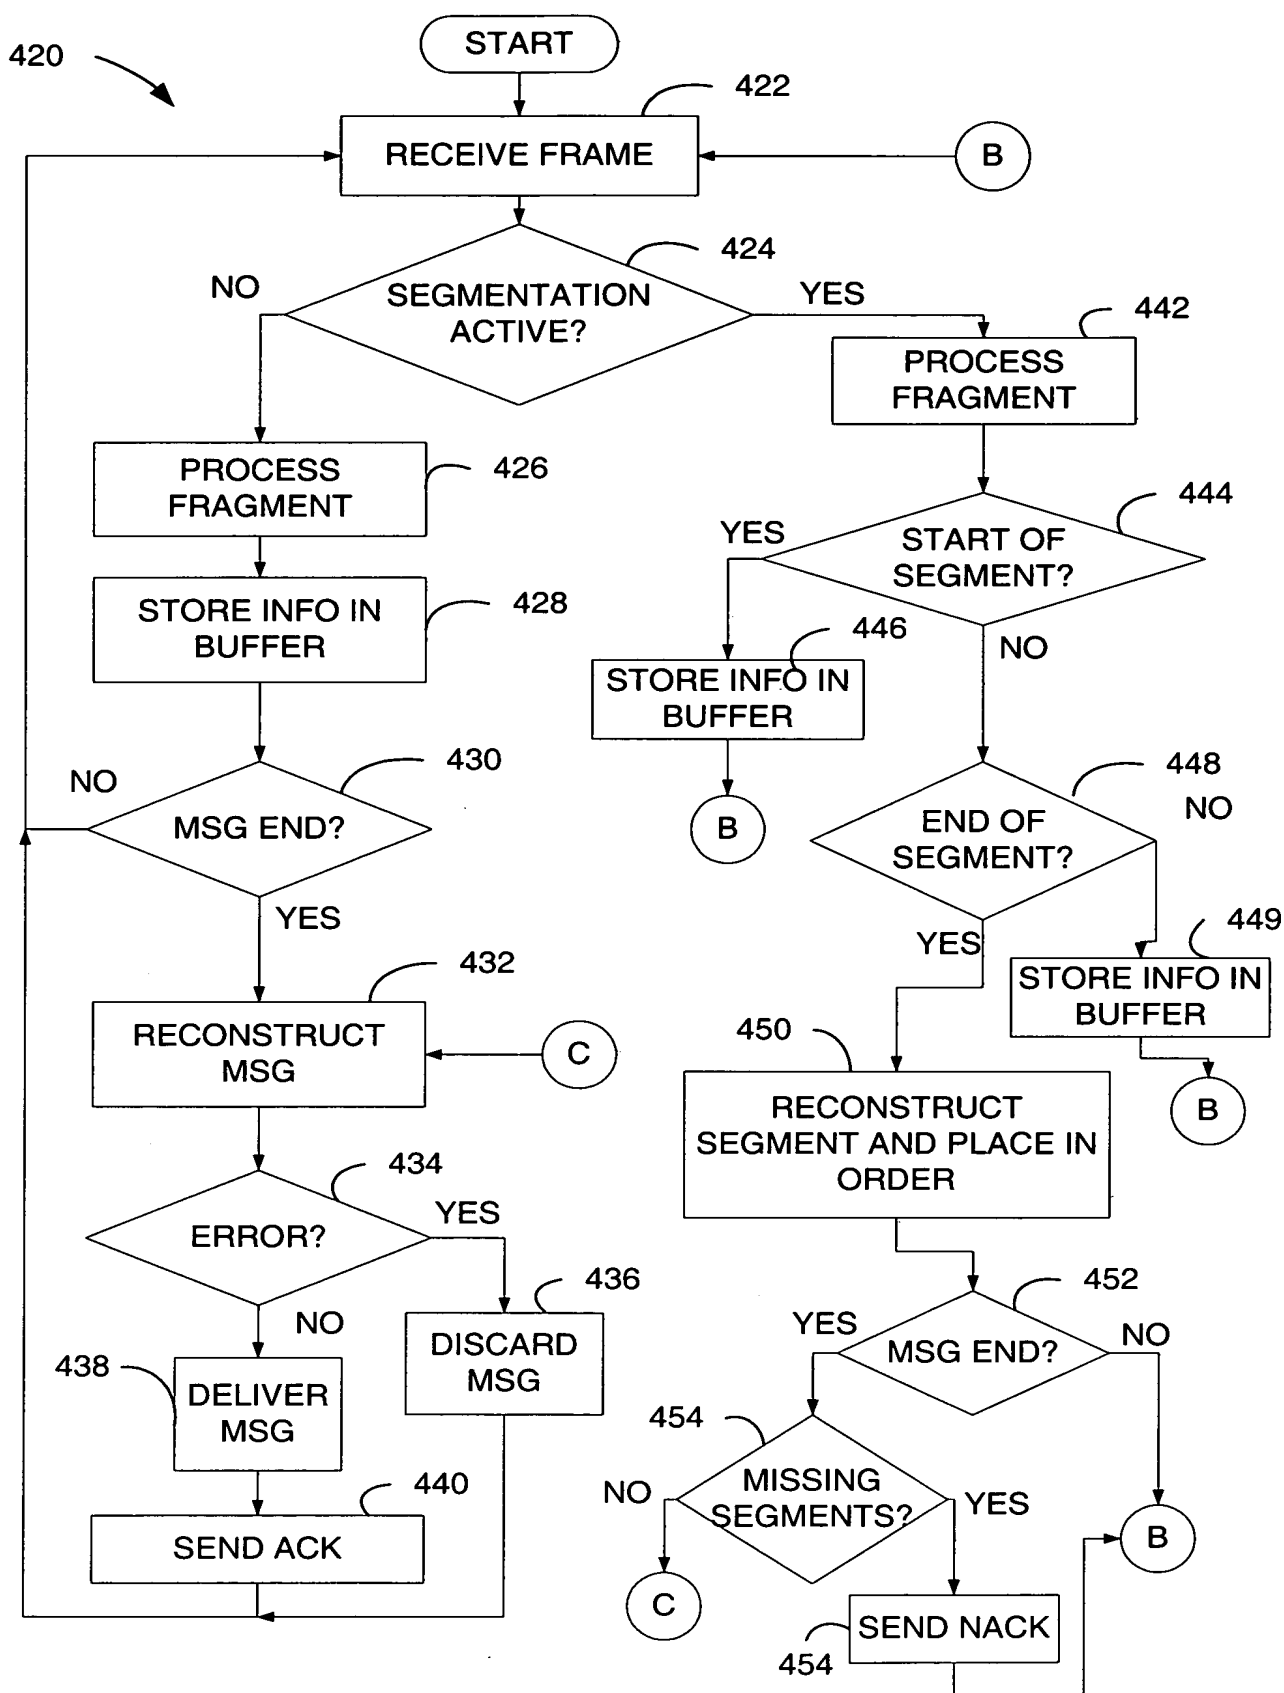 START
420
422
RECEIVE FRAME
B
424
NO
SEGMENTATION
ACTIVE?
YES
442
PROCESS
FRAGMENT
PROCESS
FRAGMENT
426
444
YES
START OF
SEGMENT?
STORE INFO IN
BUFFER
428
446
NO
STORE INFO IN
BUFFER
430
NO
MSG END?
448
NO
END OF
SEGMENT?
B
YES
YES
449
432
STORE INFO IN
BUFFER
RECONSTRUCT
MSG
C
450
B
RECONSTRUCT
SEGMENT AND PLACE IN
ORDER
434
YES
ERROR?
436
452
NO
YES
NO
MSG END?
DISCARD
MSG
438
DELIVER
MSG
454
440
NO
MISSING
SEGMENTS?
YES
SEND ACK
B
C
SEND NACK
454